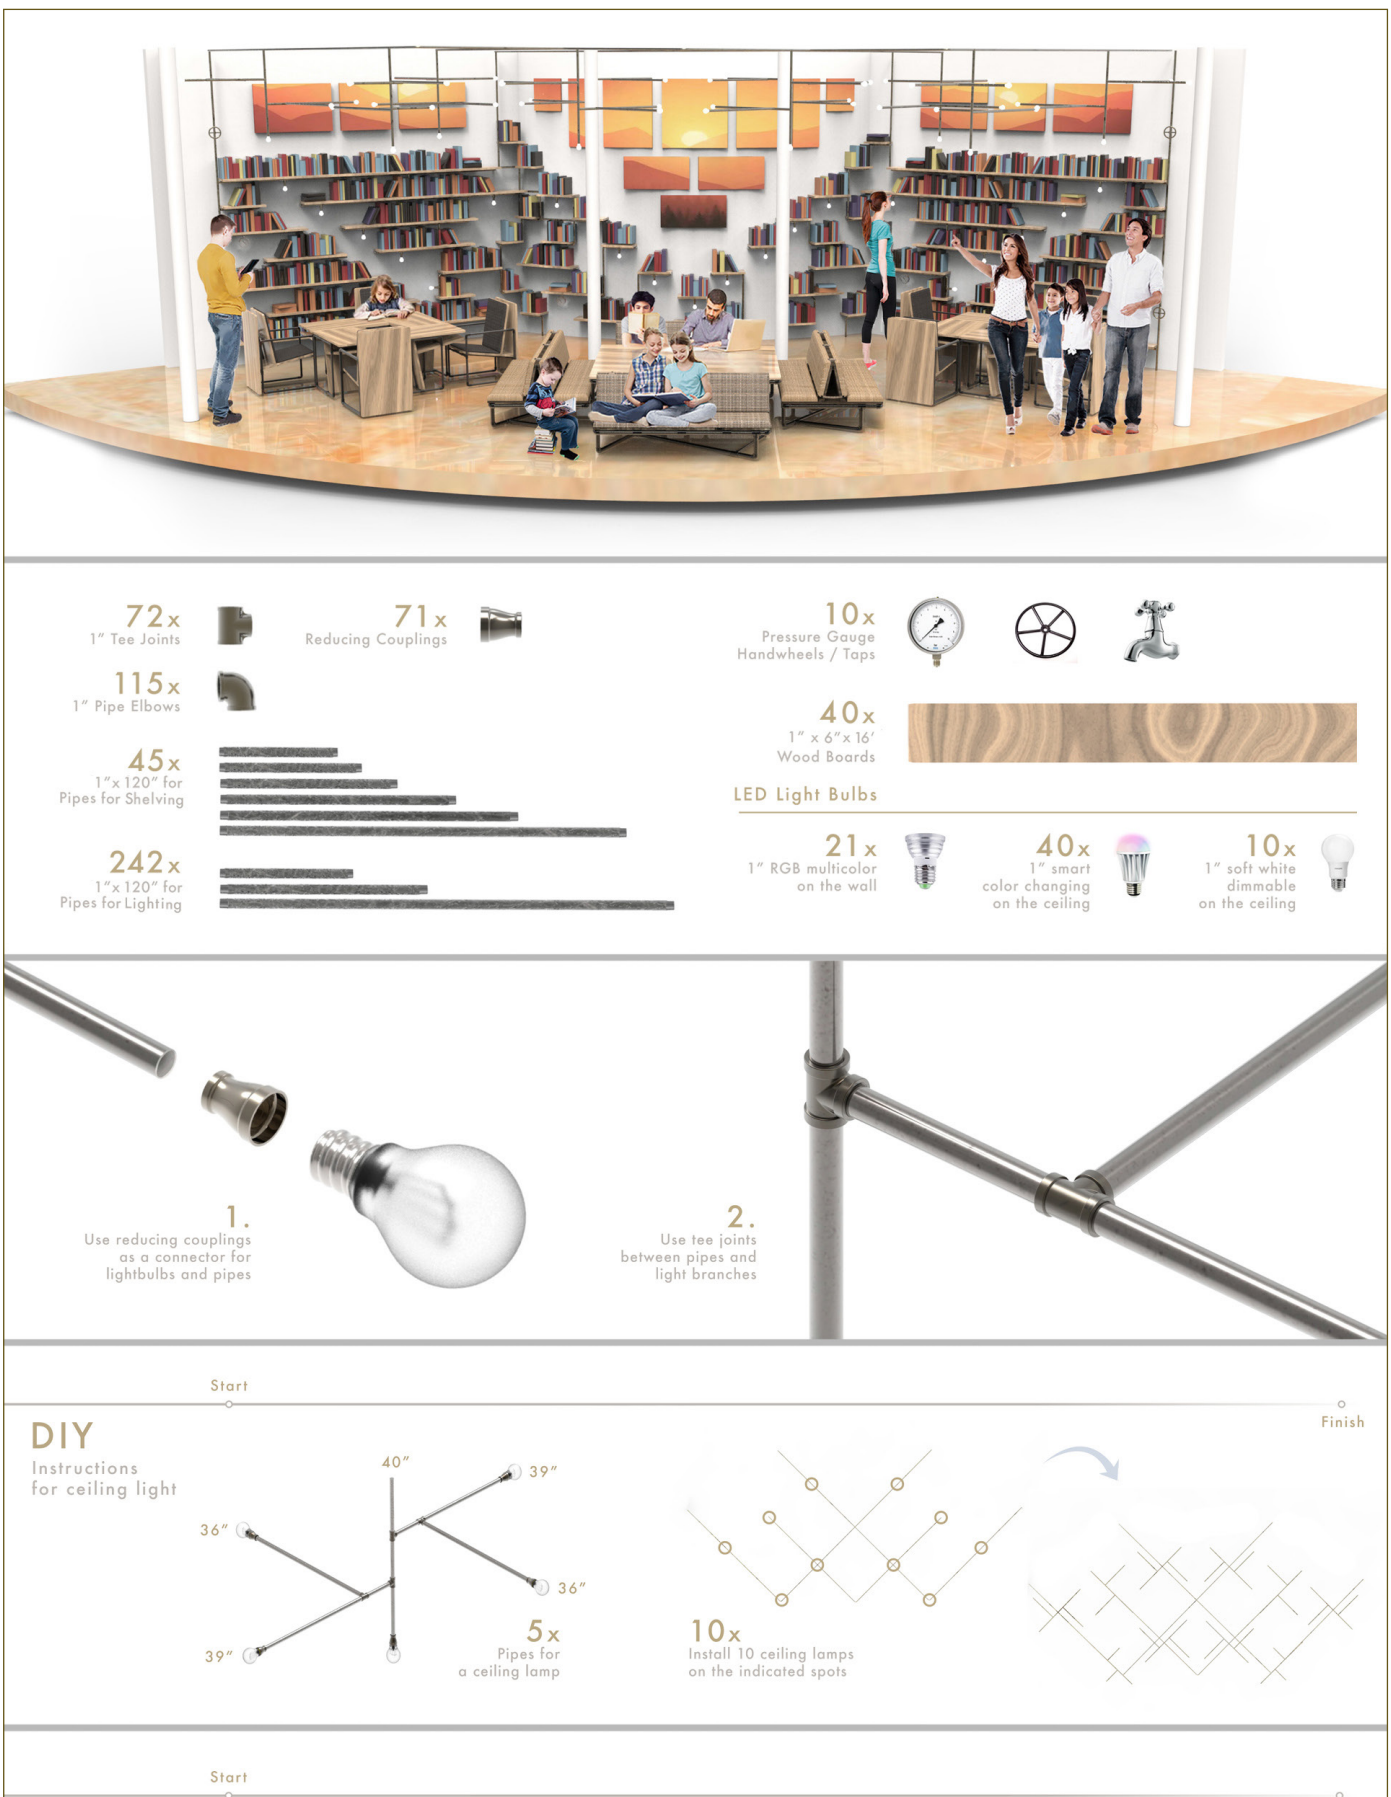 72x
1" Tee Joints
71x
Reducing Couplings
115x
1" Pipe Elbows
45x
1"x 120" for
Pipes for Shelving
242x
1"x 120" for
Pipes for Lighting
10x
Pressure Gauge
Handwheels / Taps
40x
1" x 6"x 16'
Wood Boards
LED Light Bulbs
21x
1" RGB multicolor
on the wall
40x
1" smart
color changing
on the ceiling
10x
1" soft white
dimmable
on the ceiling
1.
Use reducing couplings
as a connector for
lightbulbs and pipes
2.
Use tee joints
between pipes and
light branches
Start
Finish
DIY
Instructions
for ceiling light
40"
39"
36"
36"
39"
5x
Pipes for
a ceiling lamp
10x
Install 10 ceiling lamps
on the indicated spots
Start